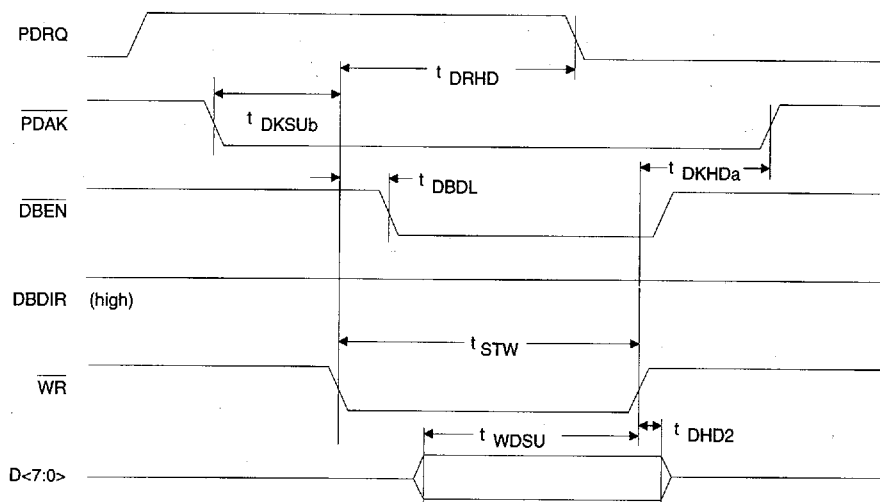 PDRQ
t DRHD
PDAK
t DKSUb
t DKHDa
t DBDL
DBEN
DBDIR (high)
t STW
WR
t WDSU
t DHD2
D<7:0>